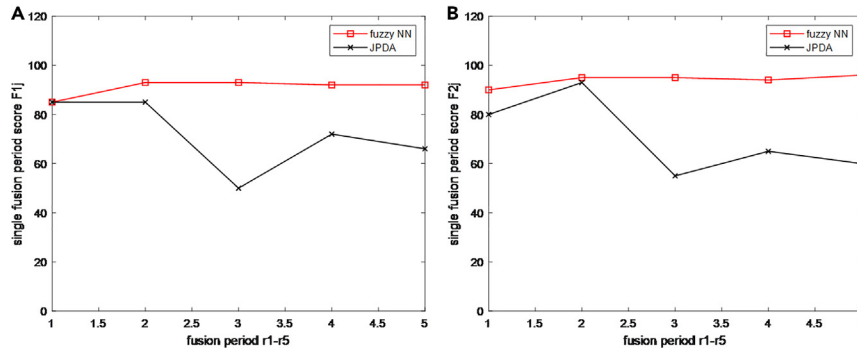 A
120
100
80
60
40
20
0
single fusion period score F1j
fuzzy NN
JPDA
1 1.5 2 2.5 3 3.5 4 4.5 5
fusion period r1-r5
B
120
100
80
60
40
20
0
single fusion period score F2j
fuzzy NN
JPDA
1 1.5 2 2.5 3 3.5 4 4.5
fusion period r1-r5